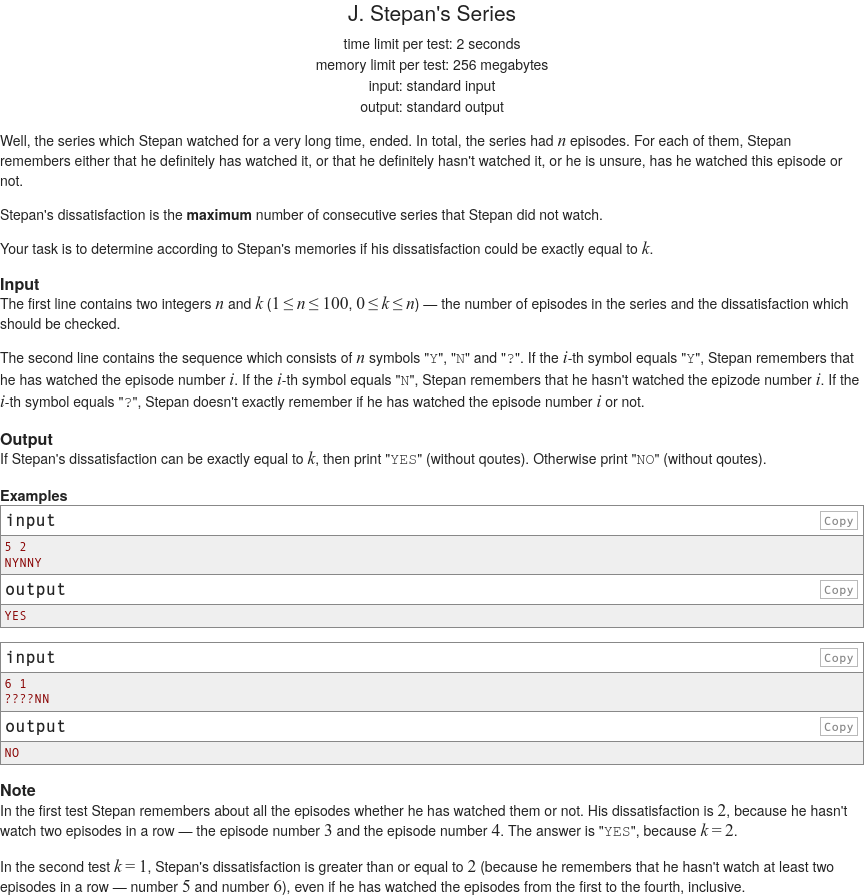 J. Stepan's Series
time limit per test: 2 seconds
memory limit per test: 256 megabytes
input: standard input
output: standard output
Well, the series which Stepan watched for a very long time, ended. In total, the series had n episodes. For each of them, Stepan
remembers either that he definitely has watched it, or that he definitely hasn't watched it, or he is unsure, has he watched this episode or
not.
Stepan's dissatisfaction is the maximum number of consecutive series that Stepan did not watch.
Your task is to determine according to Stepan's memories if his dissatisfaction could be exactly equal to k.
Input
The first line contains two integers n and k (1 ≤ n ≤ 100, 0 ≤ k ≤ n) — the number of episodes in the series and the dissatisfaction which
should be checked.
The second line contains the sequence which consists of n symbols "Y", "N" and "?". If the i-th symbol equals "Y", Stepan remembers that
he has watched the episode number i. If the i-th symbol equals "N", Stepan remembers that he hasn't watched the epizode number i. If the
i-th symbol equals "?", Stepan doesn't exactly remember if he has watched the episode number i or not.
Output
If Stepan's dissatisfaction can be exactly equal to k, then print "YES" (without qoutes). Otherwise print "NO" (without qoutes).
Examples
input Copy
5 2
NYNNY
output Copy
YES
input Copy
6 1
????NN
output Copy
NO
Note
In the first test Stepan remembers about all the episodes whether he has watched them or not. His dissatisfaction is 2, because he hasn't
watch two episodes in a row — the episode number 3 and the episode number 4. The answer is "YES", because k = 2.
In the second test k = 1, Stepan's dissatisfaction is greater than or equal to 2 (because he remembers that he hasn't watch at least two
episodes in a row — number 5 and number 6), even if he has watched the episodes from the first to the fourth, inclusive.